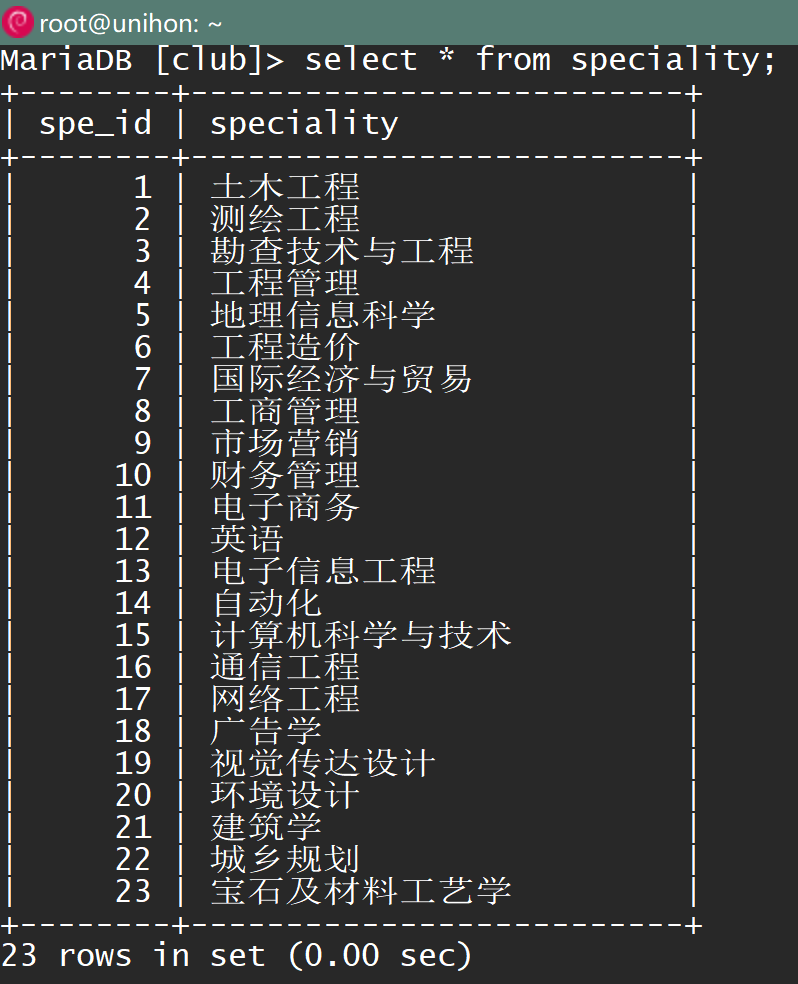 root@unihon: ~
MariaDB [club]> select * from speciality;
+--------+--------------------------+
| spe_id | speciality               |
+--------+--------------------------+
|      1 | 土木工程                 |
|      2 | 测绘工程                 |
|      3 | 勘查技术与工程           |
|      4 | 工程管理                 |
|      5 | 地理信息科学             |
|      6 | 工程造价                 |
|      7 | 国际经济与贸易           |
|      8 | 工商管理                 |
|      9 | 市场营销                 |
|     10 | 财务管理                 |
|     11 | 电子商务                 |
|     12 | 英语                     |
|     13 | 电子信息工程             |
|     14 | 自动化                   |
|     15 | 计算机科学与技术         |
|     16 | 通信工程                 |
|     17 | 网络工程                 |
|     18 | 广告学                   |
|     19 | 视觉传达设计             |
|     20 | 环境设计                 |
|     21 | 建筑学                   |
|     22 | 城乡规划                 |
|     23 | 宝石及材料工艺学         |
+--------+--------------------------+
23 rows in set (0.00 sec)